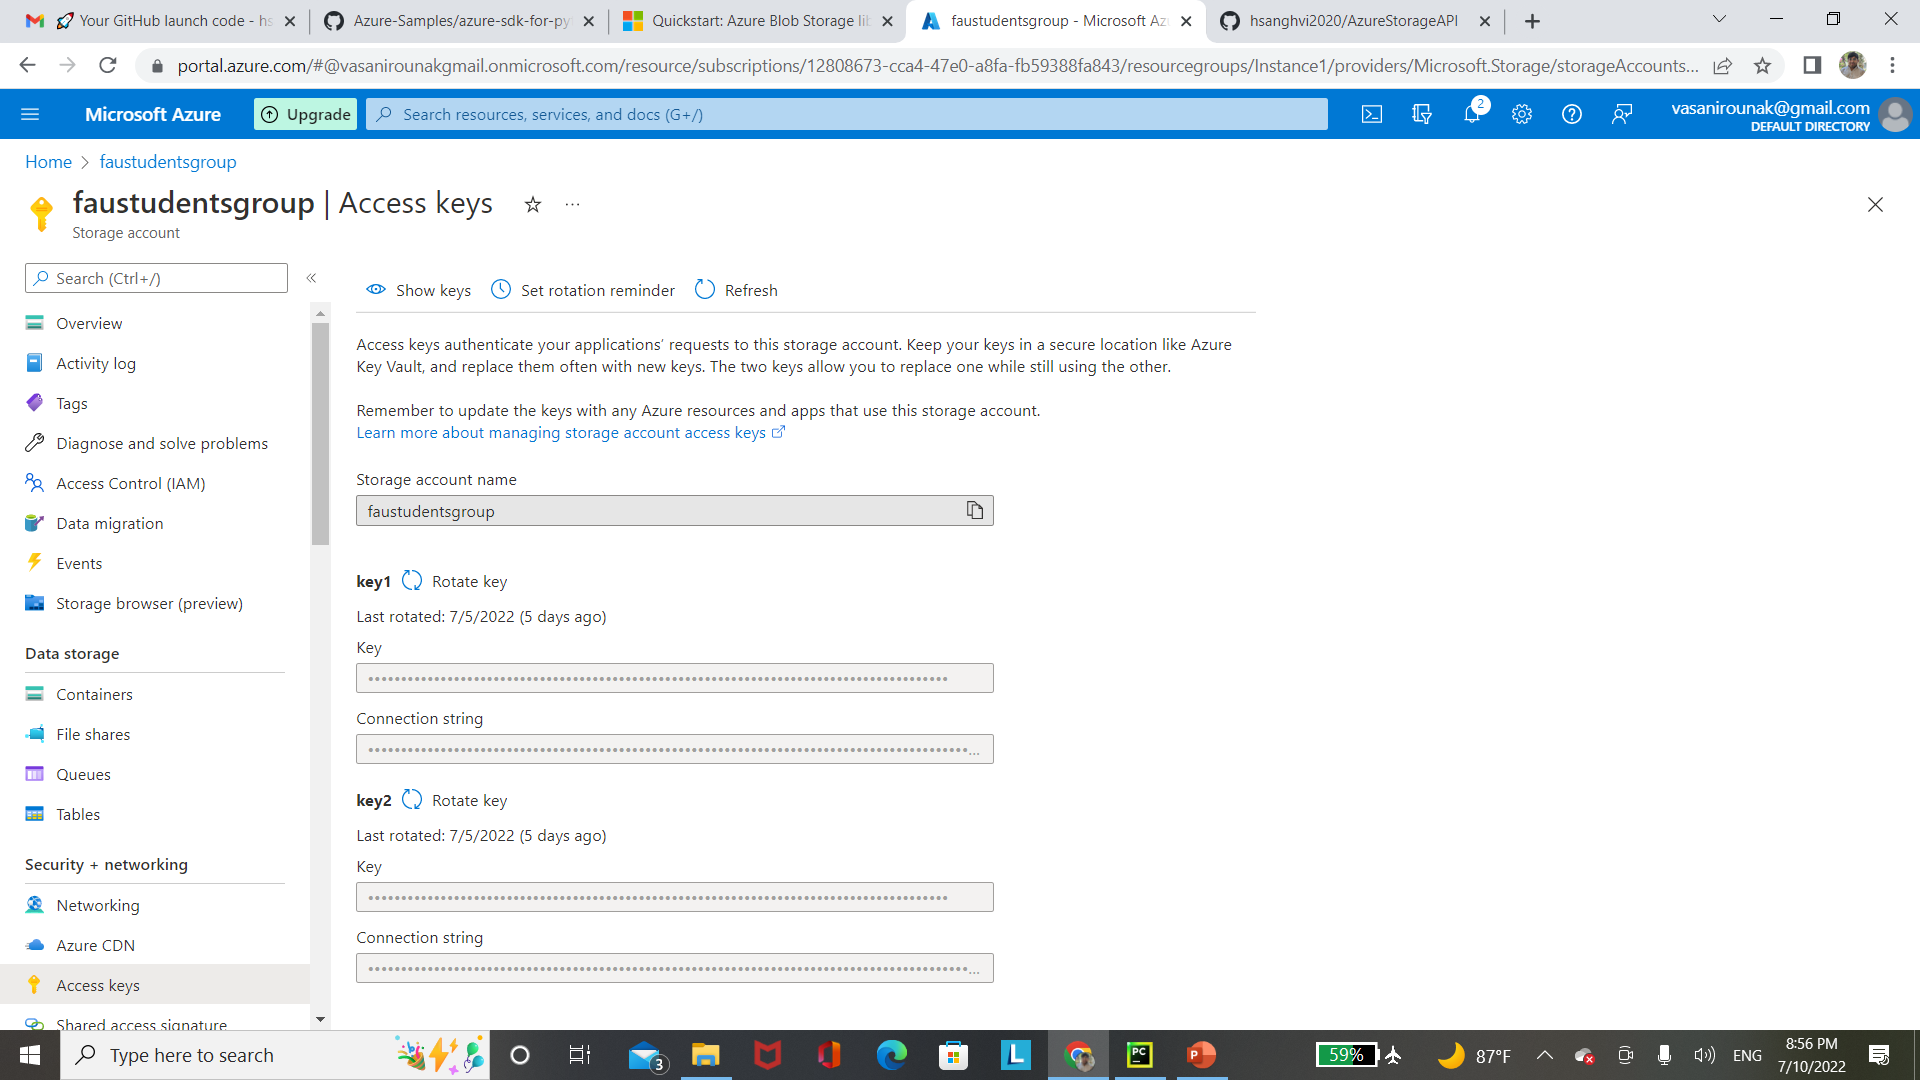 Your GitHub launch code - hs
Azure-Samples/azure-sdk-for-py
Quickstart: Azure Blob Storage lib
faustudentsgroup - Microsoft Az
hsanghvi2020/AzureStorageAPI
portal.azure.com/#@vasanirounakgmail.onmicrosoft.com/resource/subscriptions/12808673-cca4-47e0-a8fa-fb59388fa843/resourcegroups/Instance1/providers/Microsoft.Storage/storageAccounts...
Microsoft Azure
Upgrade
Search resources, services, and docs (G+/)
2
vasanirounak@gmail.com
DEFAULT DIRECTORY
Home > faustudentsgroup
faustudentsgroup | Access keys
Storage account
Search (Ctrl+/)
Overview
Activity log
Tags
Diagnose and solve problems
Access Control (IAM)
Data migration
Events
Storage browser (preview)
Data storage
Containers
File shares
Queues
Tables
Security + networking
Networking
Azure CDN
Access keys
Shared access signature
Show keys
Set rotation reminder
Refresh
Access keys authenticate your applications' requests to this storage account. Keep your keys in a secure location like Azure
Key Vault, and replace them often with new keys. The two keys allow you to replace one while still using the other.
Remember to update the keys with any Azure resources and apps that use this storage account.
Learn more about managing storage account access keys
Storage account name
faustudentsgroup
key1 Rotate key
Last rotated: 7/5/2022 (5 days ago)
Key
Connection string
key2 Rotate key
Last rotated: 7/5/2022 (5 days ago)
Key
Connection string
Type here to search
3
L
PC
P
59%
87°F
ENG
8:56 PM
7/10/2022